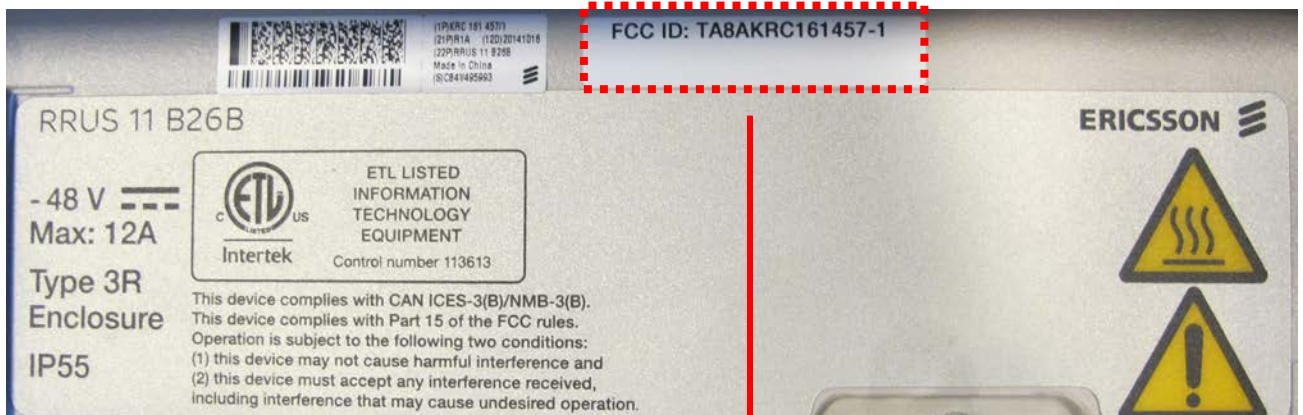 (1P)KRC 161 457/1
(21P)R1A (12D)20141016
(22P)RRUS 11 B26B
Made in China
(S)CB4V495993
FCC ID: TA8AKRC161457-1
RRUS 11 B26B
ERICSSON
- 48 V
Max: 12A
Type 3R
Enclosure
IP55
C ETL US
LISTED
Intertek
ETL LISTED
INFORMATION
TECHNOLOGY
EQUIPMENT
Control number 113613
This device complies with CAN ICES-3(B)/NMB-3(B).
This device complies with Part 15 of the FCC rules.
Operation is subject to the following two conditions:
(1) this device may not cause harmful interference and
(2) this device must accept any interference received,
including interference that may cause undesired operation.